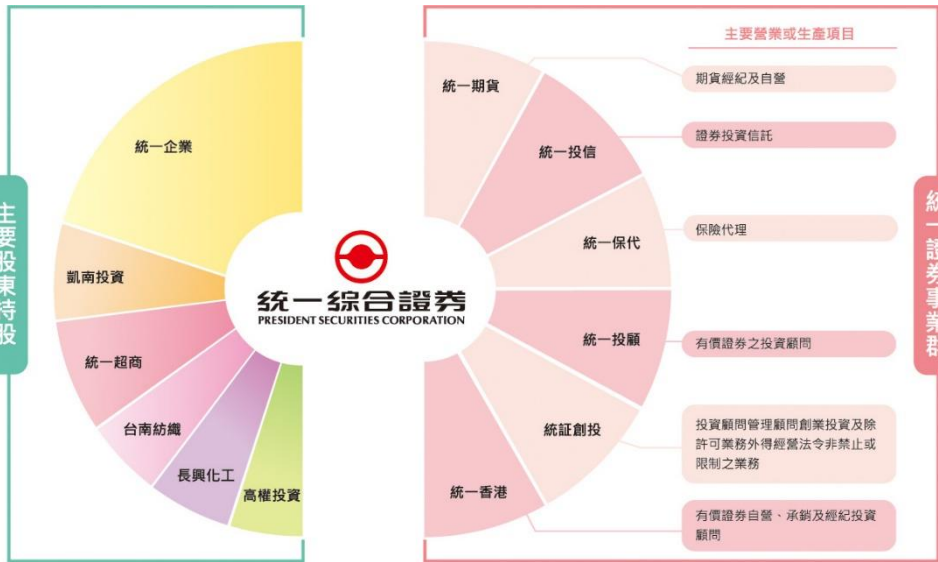 主要股東持股
統一企業
凱南投資
統一超商
台南紡織
長興化工
高權投資
統一綜合證券
PRESIDENT SECURITIES CORPORATION
統一期貨
統一投信
統一保代
統一投顧
統証創投
統一香港
主要營業或生產項目
期貨經紀及自營
證券投資信託
保險代理
有價證券之投資顧問
投資顧問管理顧問創業投資及除
許可業務外得經營法令非禁止或
限制之業務
有價證券自營、承銷及經紀投資
顧問
統一證券事業群